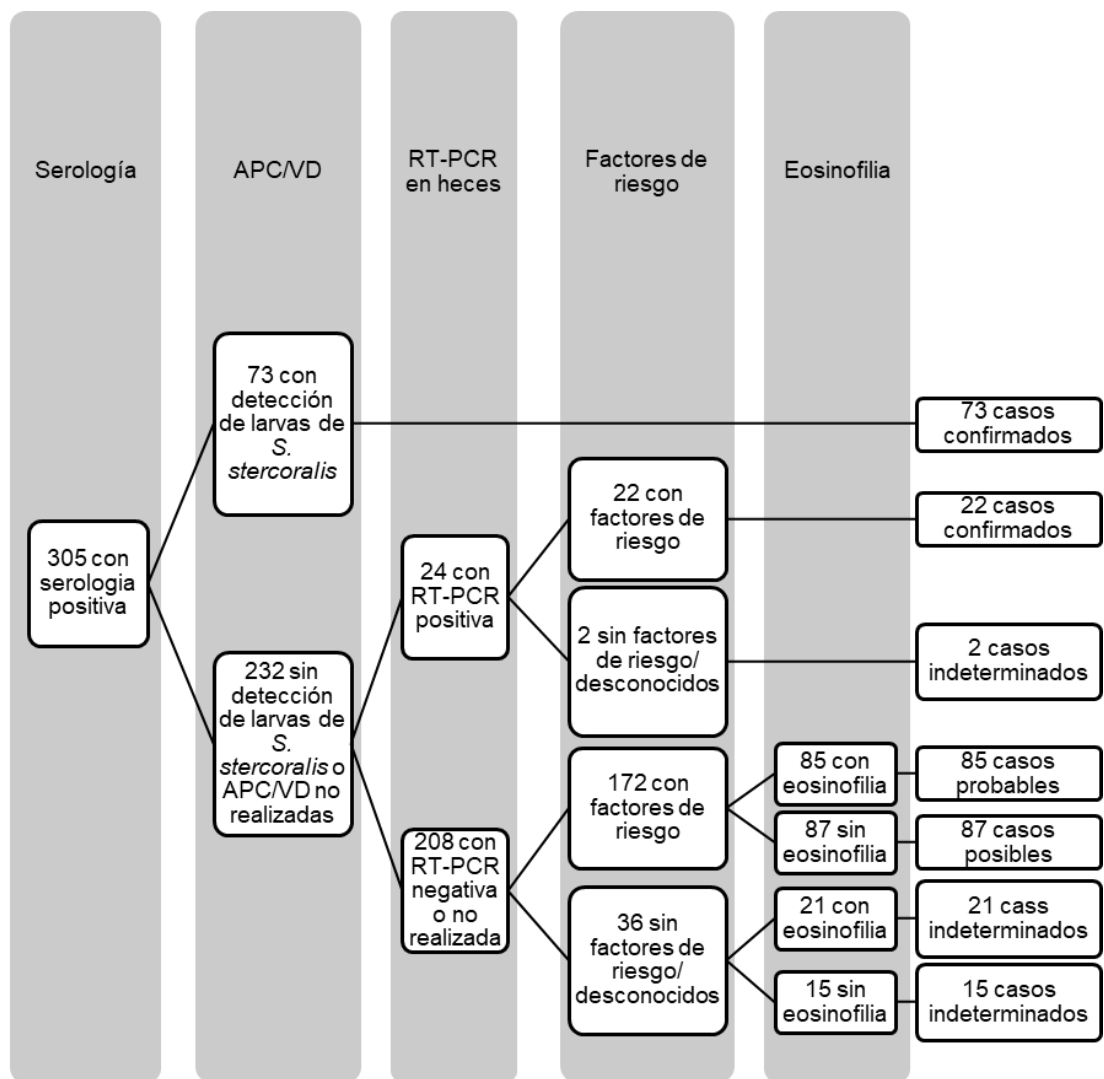 Serología
APC/VD
RT-PCR
en heces
Factores de
riesgo
Eosinofilia
305 con
serologia
positiva
73 con
detección
de larvas de
S.
stercoralis
232 sin
detección
de larvas de
S.
stercoralis o
APC/VD no
realizadas
24 con
RT-PCR
positiva
208 con
RT-PCR
negativa
o no
realizada
22 con
factores de
riesgo
2 sin factores
de riesgo/
desconocidos
172 con
factores de
riesgo
36 sin
factores de
riesgo/
desconocidos
85 con
eosinofilia
87 sin
eosinofilia
21 con
eosinofilia
15 sin
eosinofilia
73 casos
confirmados
22 casos
confirmados
2 casos
indeterminados
85 casos
probables
87 casos
posibles
21 cass
indeterminados
15 casos
indeterminados